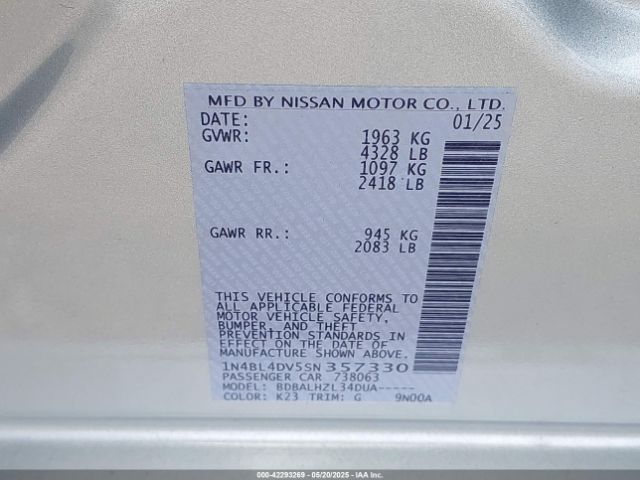 MFD BY NISSAN MOTOR CO., LTD.
DATE: 01/25
GVWR: 1963 KG
4328 LB
GAWR FR.: 1097 KG
2418 LB
GAWR RR.: 945 KG
2083 LB
THIS VEHICLE CONFORMS TO
ALL APPLICABLE FEDERAL
MOTOR VEHICLE SAFETY,
BUMPER, AND THEFT
PREVENTION STANDARDS IN
EFFECT ON THE DATE OF
MANUFACTURE SHOWN ABOVE.
1N4BL4DV5SN357330
PASSENGER CAR 738063
MODEL: BDBALHZL34DUA-----
COLOR: K23 TRIM: G 9N00A
000-42293269 - 05/20/2025 - IAA Inc.